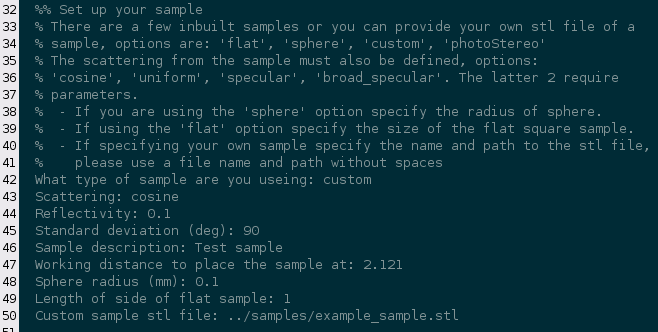 32 %% Set up your sample
33 % There are a few inbuilt samples or you can provide your own stl file of a
34 % sample, options are: 'flat', 'sphere', 'custom', 'photoStereo'
35 % The scattering from the sample must also be defined, options:
36 % 'cosine', 'uniform', 'specular', 'broad_specular'. The latter 2 require
37 % parameters.
38 %  - If you are using the 'sphere' option specify the radius of sphere.
39 %  - If using the 'flat' option specify the size of the flat square sample.
40 %  - If specifying your own sample specify the name and path to the stl file,
41 %    please use a file name and path without spaces
42 What type of sample are you useing: custom
43 Scattering: cosine
44 Reflectivity: 0.1
45 Standard deviation (deg): 90
46 Sample description: Test sample
47 Working distance to place the sample at: 2.121
48 Sphere radius (mm): 0.1
49 Length of side of flat sample: 1
50 Custom sample stl file: ../samples/example_sample.stl